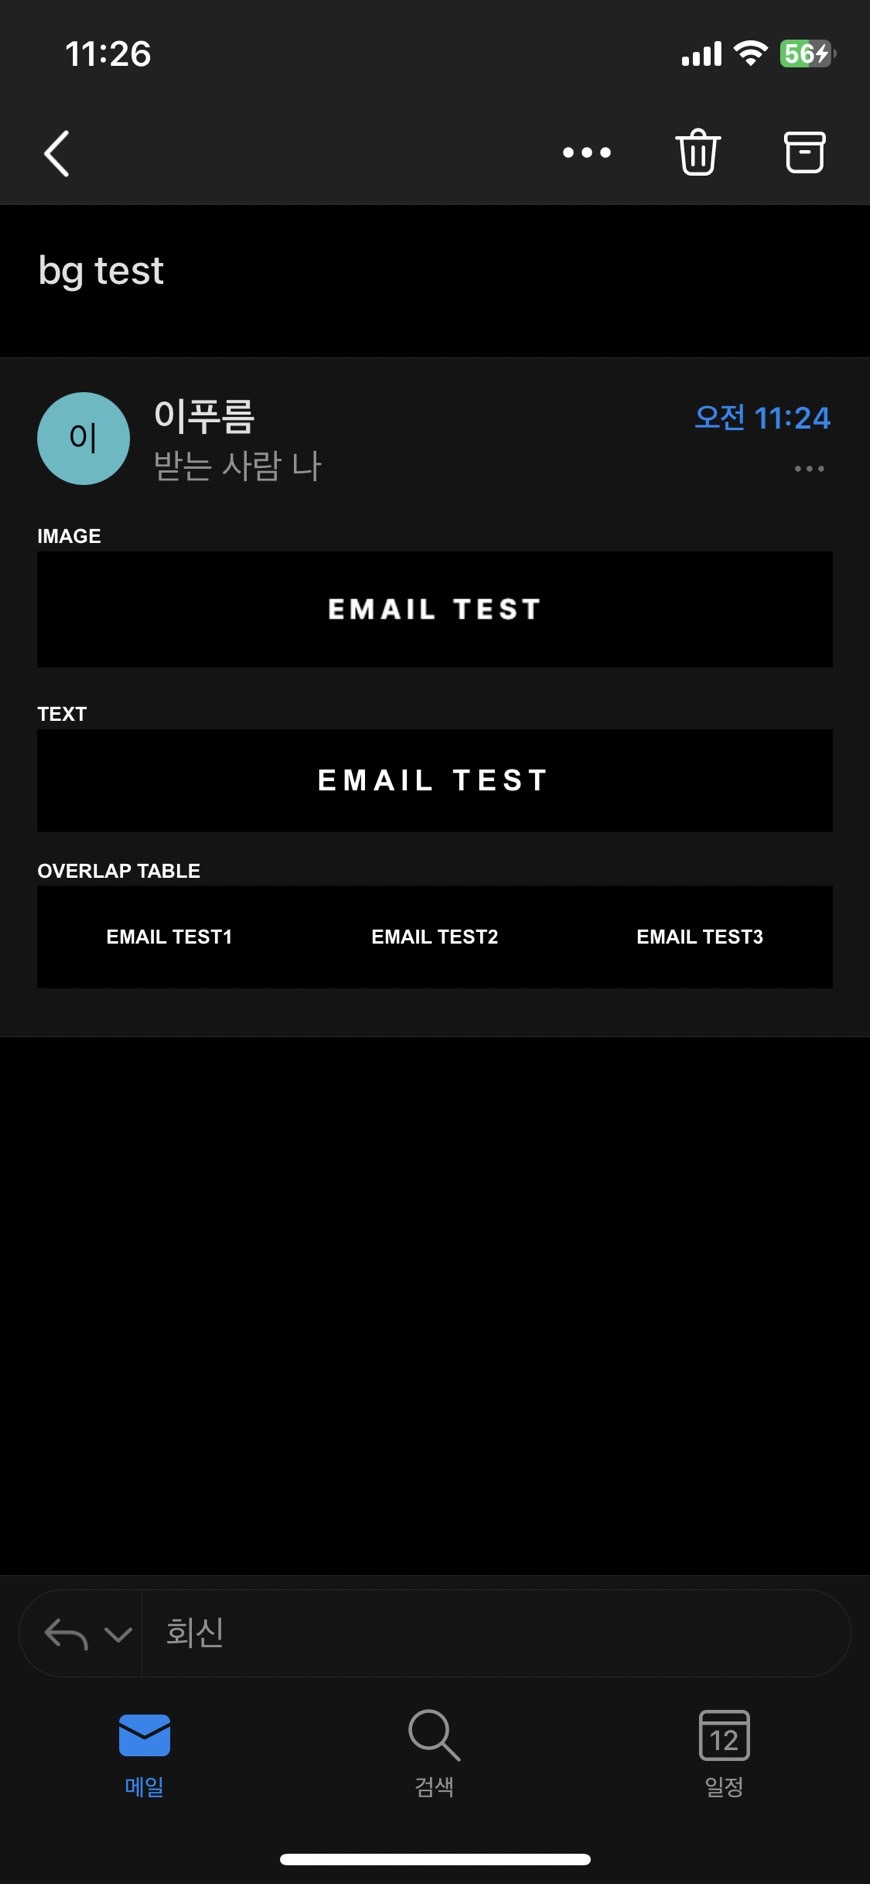 11:26
56
bg test
이
이푸름
오전 11:24
받는 사람 나
IMAGE
EMAIL TEST
TEXT
EMAIL TEST
OVERLAP TABLE
EMAIL TEST1 EMAIL TEST2 EMAIL TEST3
회신
12
메일 검색 일정